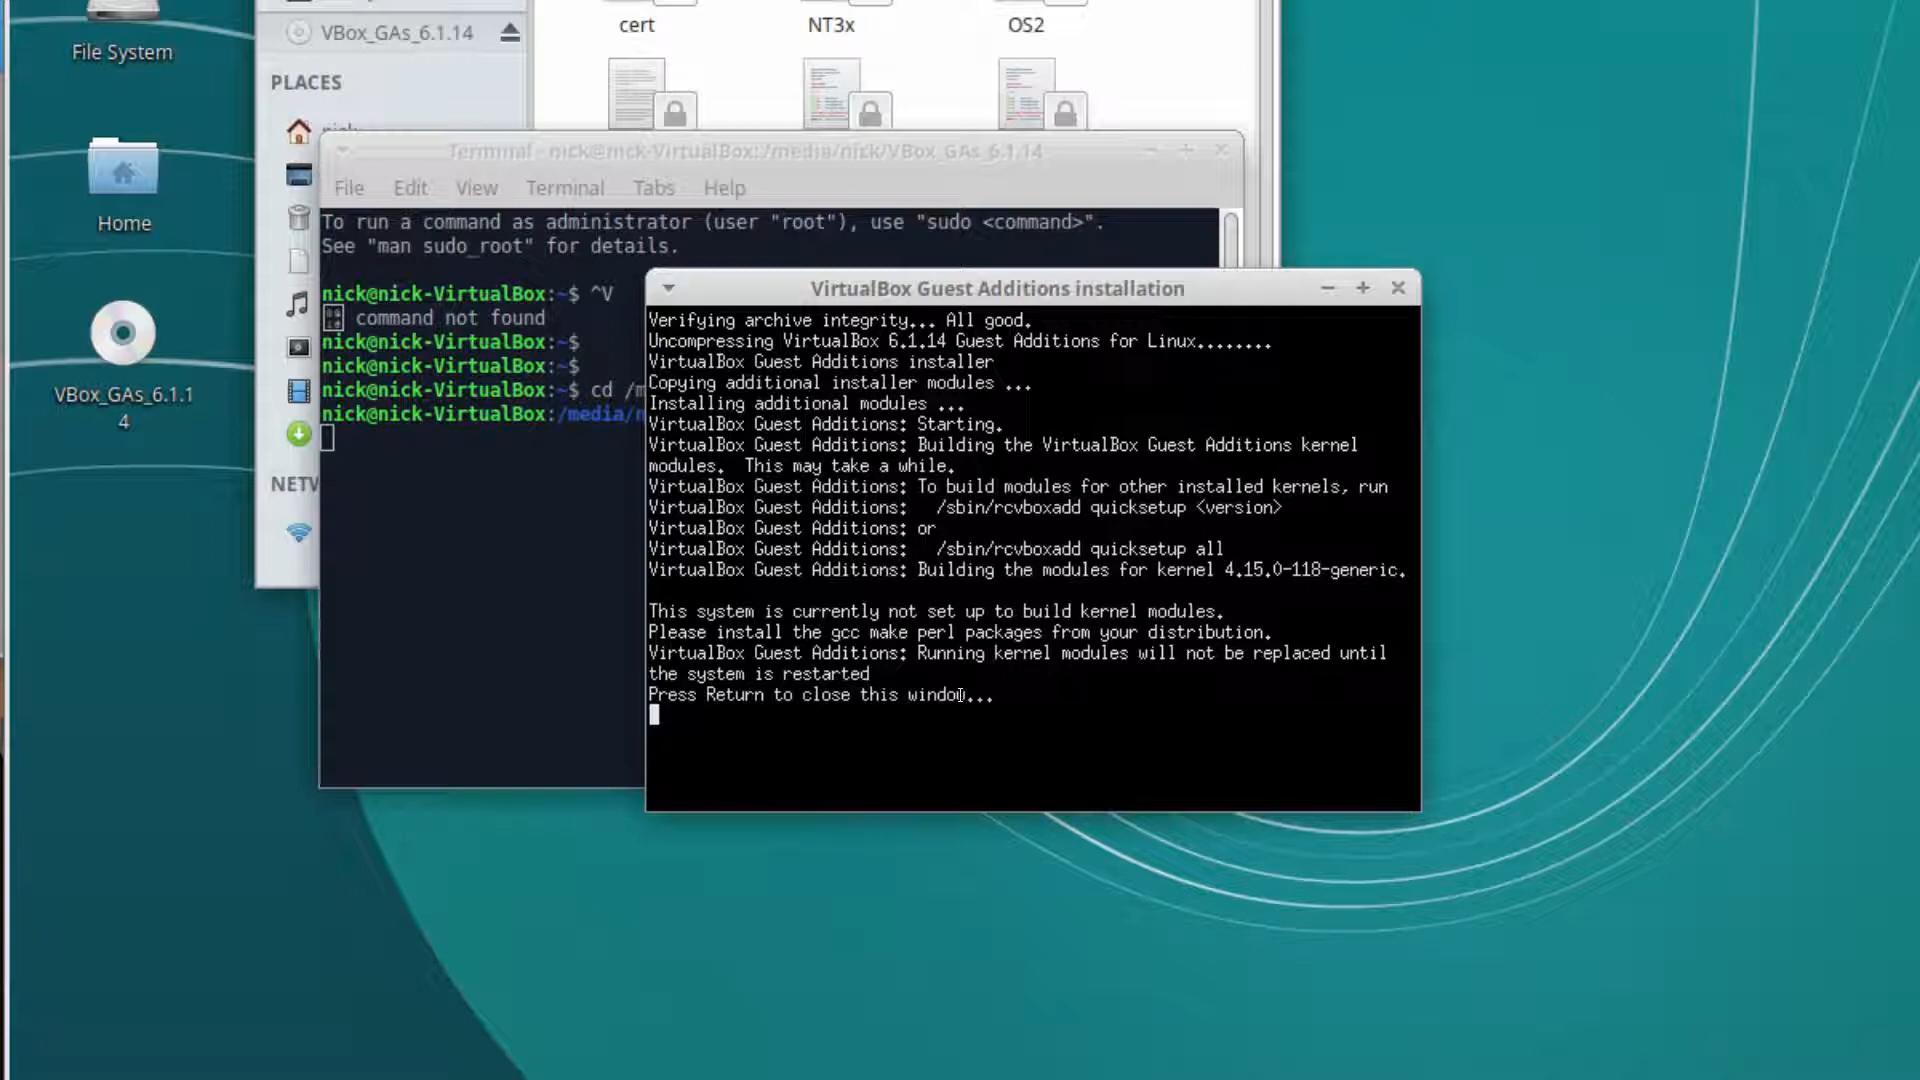 File System
Home
VBox_GAs_6.1.1
4
VBox_GAs_6.1.14
PLACES
cert
NT3x
OS2
Terminal - nick@nick-VirtualBox:/media/nick/VBox_GAs_6.1.14
File Edit View Terminal Tabs Help
To run a command as administrator (user "root"), use "sudo <command>".
See "man sudo_root" for details.
nick@nick-VirtualBox:~$ ^V
command not found
nick@nick-VirtualBox:~$
nick@nick-VirtualBox:~$
nick@nick-VirtualBox:~$ cd /m
nick@nick-VirtualBox:/media/n
NETW
VirtualBox Guest Additions installation
Verifying archive integrity... All good.
Uncompressing VirtualBox 6.1.14 Guest Additions for Linux........
VirtualBox Guest Additions installer
Copying additional installer modules ...
Installing additional modules ...
VirtualBox Guest Additions: Starting.
VirtualBox Guest Additions: Building the VirtualBox Guest Additions kernel
modules.  This may take a while.
VirtualBox Guest Additions: To build modules for other installed kernels, run
VirtualBox Guest Additions:   /sbin/rcvboxadd quicksetup <version>
VirtualBox Guest Additions: or
VirtualBox Guest Additions:   /sbin/rcvboxadd quicksetup all
VirtualBox Guest Additions: Building the modules for kernel 4.15.0-118-generic.
This system is currently not set up to build kernel modules.
Please install the gcc make perl packages from your distribution.
VirtualBox Guest Additions: Running kernel modules will not be replaced until
the system is restarted
Press Return to close this window...